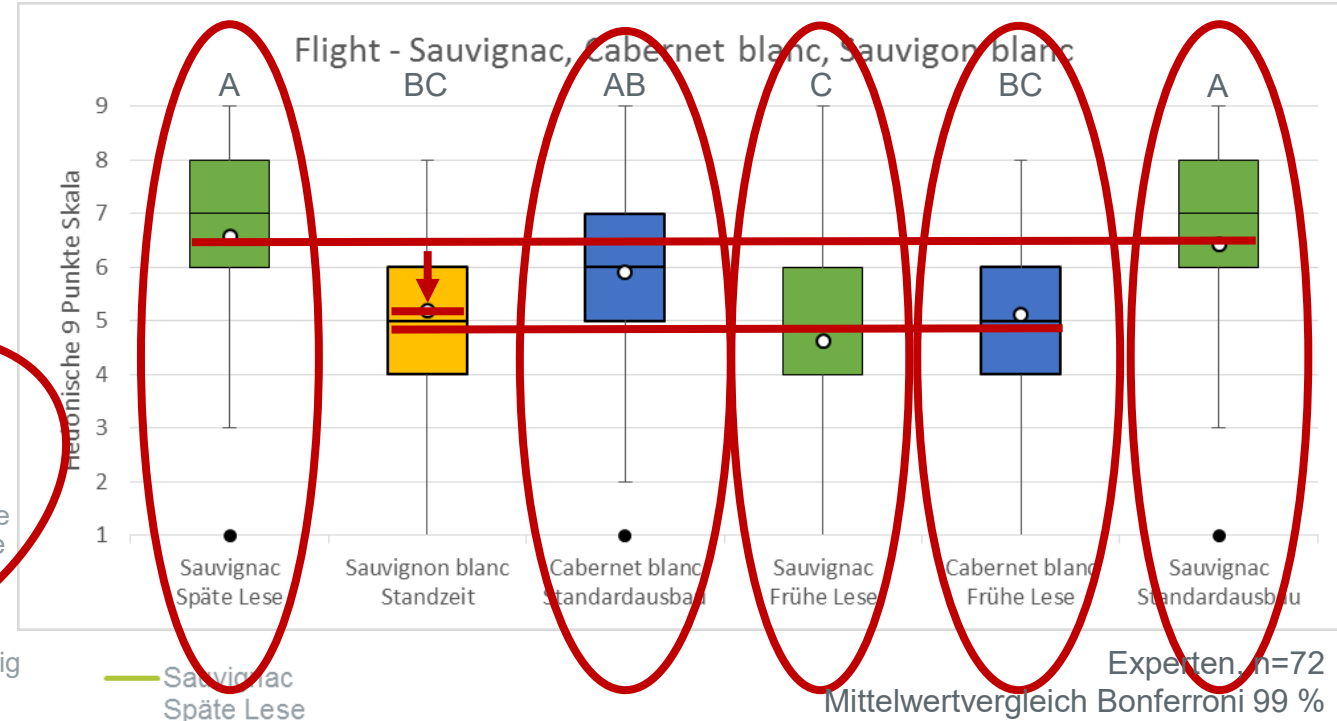 Flight - Sauvignac, Cabernet blanc, Sauvigon blanc
A BC AB C BC A
Hedonische 9 Punkte Skala
9
8
7
6
5
4
3
2
1
Sauvignac Sauvignon blanc Cabernet blanc Sauvignac Cabernet blanc Sauvignac
Späte Lese Standzeit Standardausbau Frühe Lese Frühe Lese Standardausbau
e
e
ig
Sauvignac
Späte Lese
Experten, n=72
Mittelwertvergleich Bonferroni 99 %